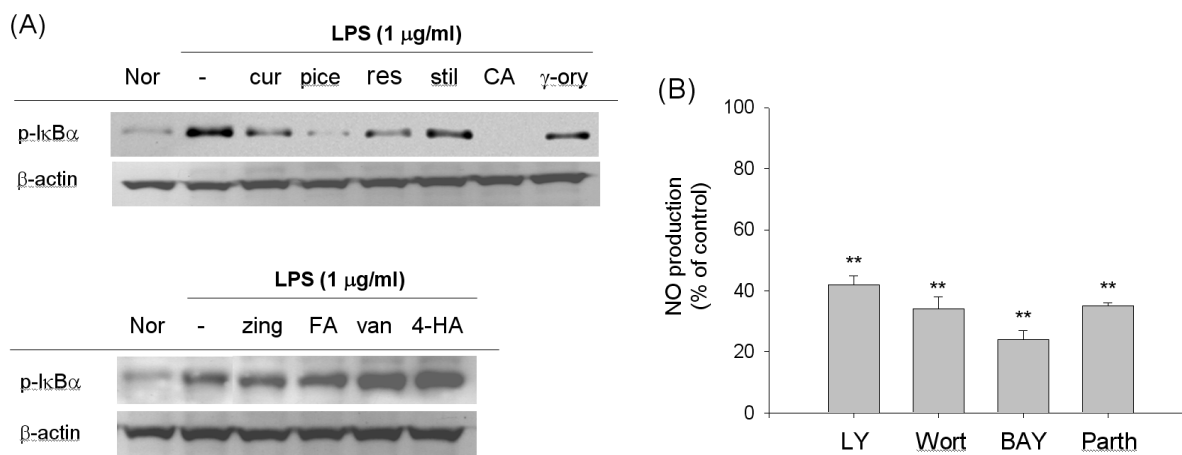 (A)
LPS (1 μg/ml)
Nor - cur pice res stil CA γ-ory
p-IκBα
β-actin
LPS (1 μg/ml)
Nor - zing FA van 4-HA
p-IκBα
β-actin
(B)
NO production
(% of control)
100
80
60
40
20
0
** ** ** **
LY Wort BAY Parth